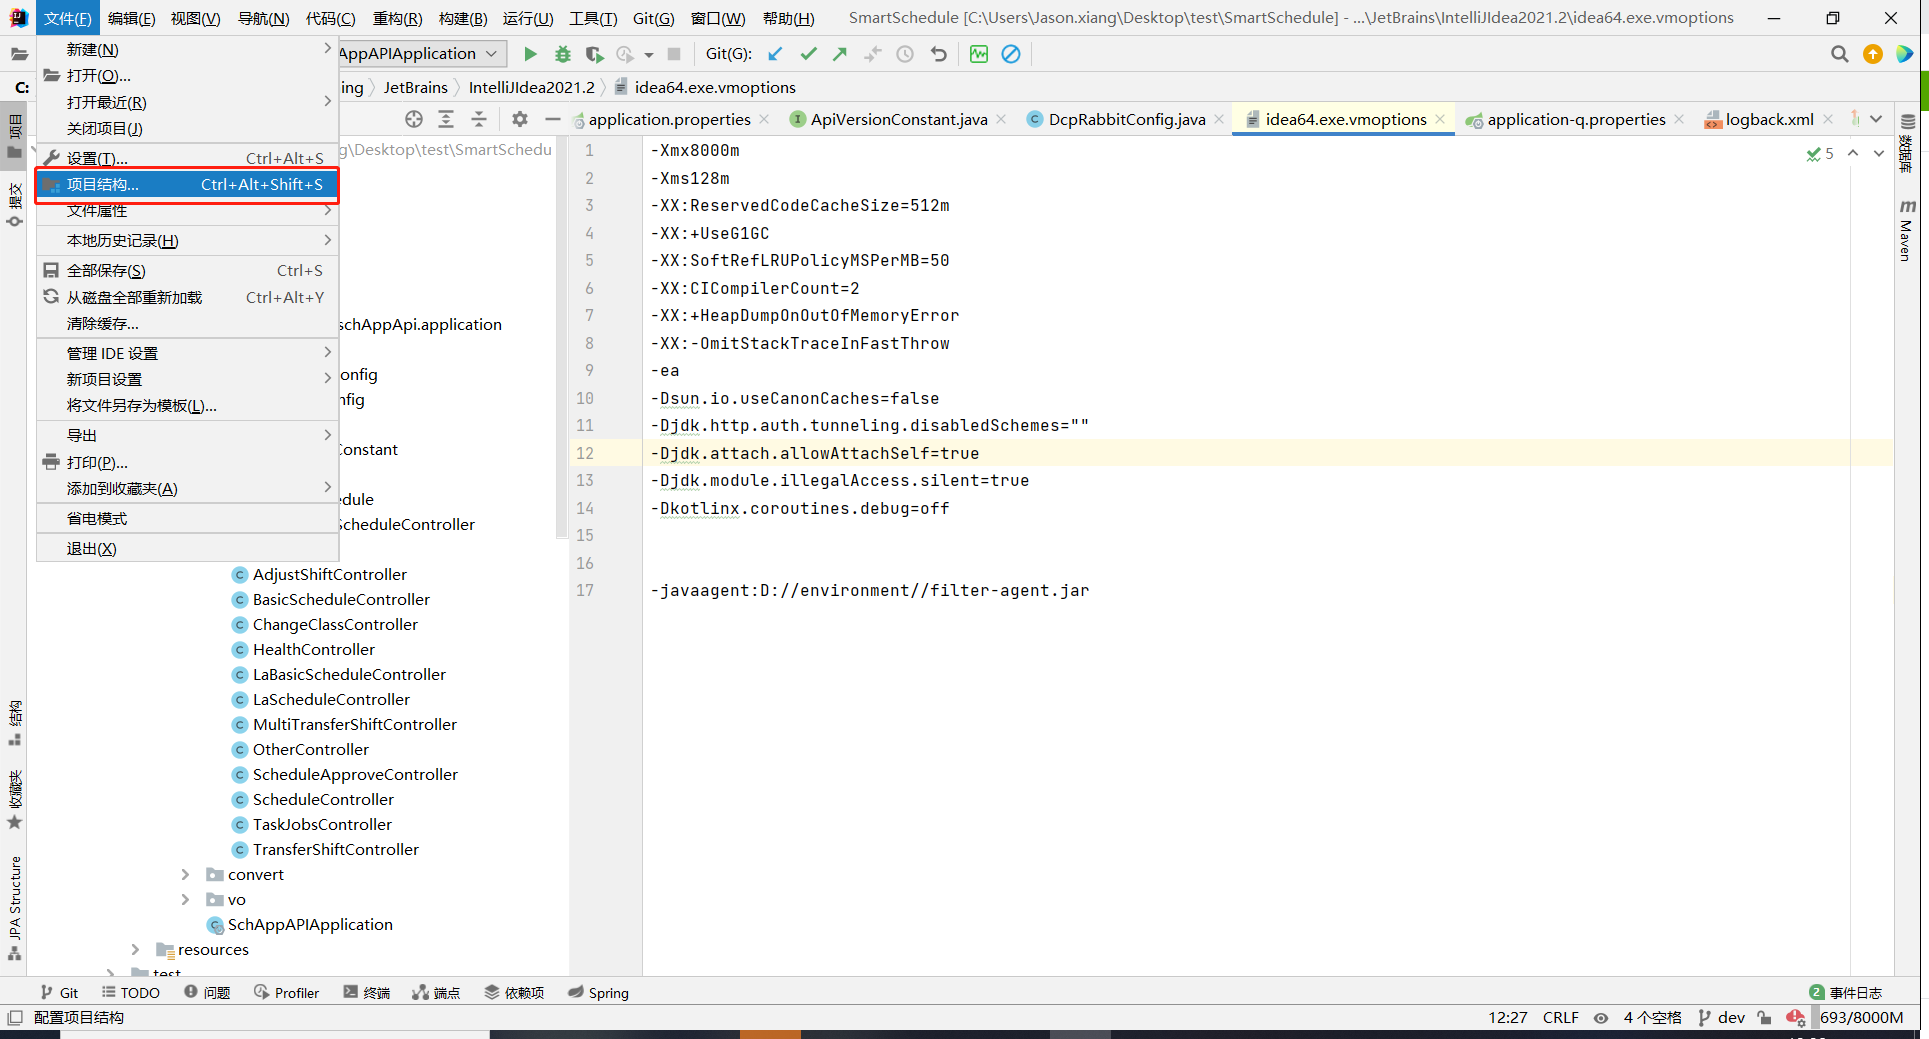 文件(F) 编辑(E) 视图(V) 导航(N) 代码(C) 重构(R) 构建(B) 运行(U) 工具(T) Git(G) 窗口(W) 帮助(H) SmartSchedule [C:\Users\Jason.xiang\Desktop\test\SmartSchedule] - ...\JetBrains\IntelliJIdea2021.2\idea64.exe.vmoptions
AppAPIApplication Git(G):
C: ing JetBrains IntelliJIdea2021.2 idea64.exe.vmoptions
application.properties ApiVersionConstant.java DcpRabbitConfig.java idea64.exe.vmoptions application-q.properties logback.xml
新建(N)
打开(O)...
打开最近(R)
关闭项目(J)
设置(T)... Ctrl+Alt+S
项目结构... Ctrl+Alt+Shift+S
文件属性
本地历史记录(H)
全部保存(S) Ctrl+S
从磁盘全部重新加载 Ctrl+Alt+Y
清除缓存...
管理 IDE 设置
新项目设置
将文件另存为模板(L)...
导出
打印(P)...
添加到收藏夹(A)
省电模式
退出(X)
项目
提交
结构
收藏夹
JPA Structure
g\Desktop\test\SmartSchedu
schAppApi.application
onfig
nfig
Constant
dule
ScheduleController
AdjustShiftController
BasicScheduleController
ChangeClassController
HealthController
LaBasicScheduleController
LaScheduleController
MultiTransferShiftController
OtherController
ScheduleApproveController
ScheduleController
TaskJobsController
TransferShiftController
convert
vo
SchAppAPIApplication
resources
test
1 -Xmx8000m
2 -Xms128m
3 -XX:ReservedCodeCacheSize=512m
4 -XX:+UseG1GC
5 -XX:SoftRefLRUPolicyMSPerMB=50
6 -XX:CICompilerCount=2
7 -XX:+HeapDumpOnOutOfMemoryError
8 -XX:-OmitStackTraceInFastThrow
9 -ea
10 -Dsun.io.useCanonCaches=false
11 -Djdk.http.auth.tunneling.disabledSchemes=""
12 -Djdk.attach.allowAttachSelf=true
13 -Djdk.module.illegalAccess.silent=true
14 -Dkotlinx.coroutines.debug=off
15
16
17 -javaagent:D://environment//filter-agent.jar
5
数据库
m Maven
Git TODO 问题 Profiler 终端 端点 依赖项 Spring 2 事件日志
配置项目结构 12:27 CRLF 4 个空格 dev 693/8000M